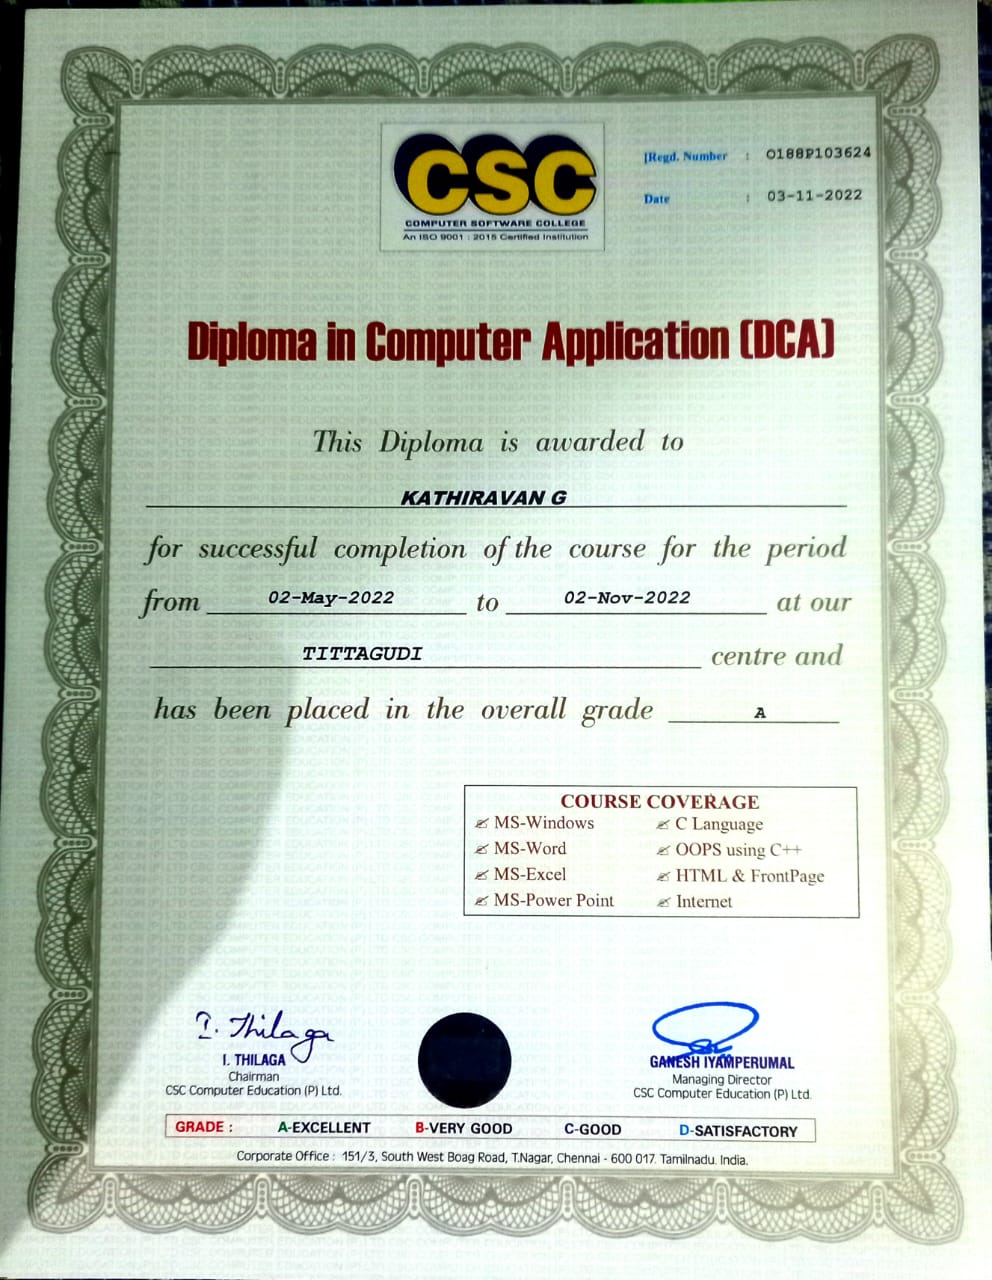 CSC
COMPUTER SOFTWARE COLLEGE
An ISO 9001 : 2015 Certified Institution
Regd. Number : O188P103624
Date : 03-11-2022
Diploma in Computer Application (DCA)
This Diploma is awarded to
KATHIRAVAN G
for successful completion of the course for the period
from 02-May-2022 to 02-Nov-2022 at our
TITTAGUDI centre and
has been placed in the overall grade A
COURSE COVERAGE
MS-Windows C Language
MS-Word OOPS using C++
MS-Excel HTML & FrontPage
MS-Power Point Internet
I. Thilaga
I. THILAGA
Chairman
CSC Computer Education (P) Ltd.
GANESH IYAMPERUMAL
Managing Director
CSC Computer Education (P) Ltd.
GRADE : A-EXCELLENT B-VERY GOOD C-GOOD D-SATISFACTORY
Corporate Office : 151/3, South West Boag Road, T.Nagar, Chennai - 600 017. Tamilnadu. India.